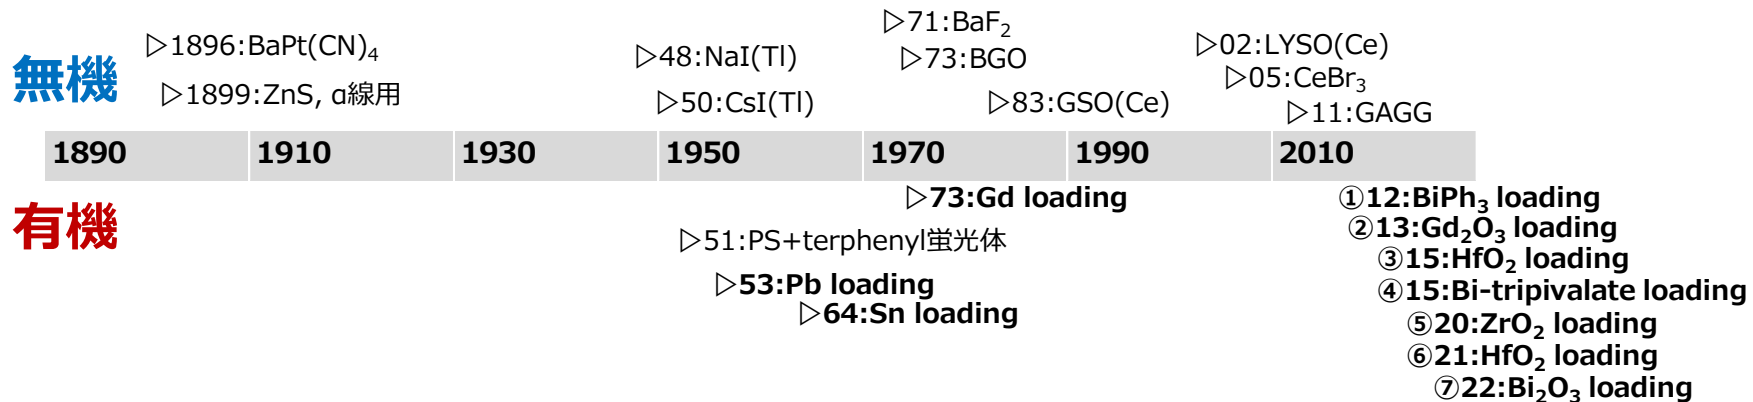 無機
▷1896:BaPt(CN)₄
▷1899:ZnS, α線用
▷48:NaI(Tl)
▷50:CsI(Tl)
▷71:BaF₂
▷73:BGO
▷83:GSO(Ce)
▷02:LYSO(Ce)
▷05:CeBr₃
▷11:GAGG
1890 1910 1930 1950 1970 1990 2010
有機
▷73:Gd loading
▷51:PS+terphenyl蛍光体
▷53:Pb loading
▷64:Sn loading
①12:BiPh₃ loading
②13:Gd₂O₃ loading
③15:HfO₂ loading
④15:Bi-tripivalate loading
⑤20:ZrO₂ loading
⑥21:HfO₂ loading
⑦22:Bi₂O₃ loading